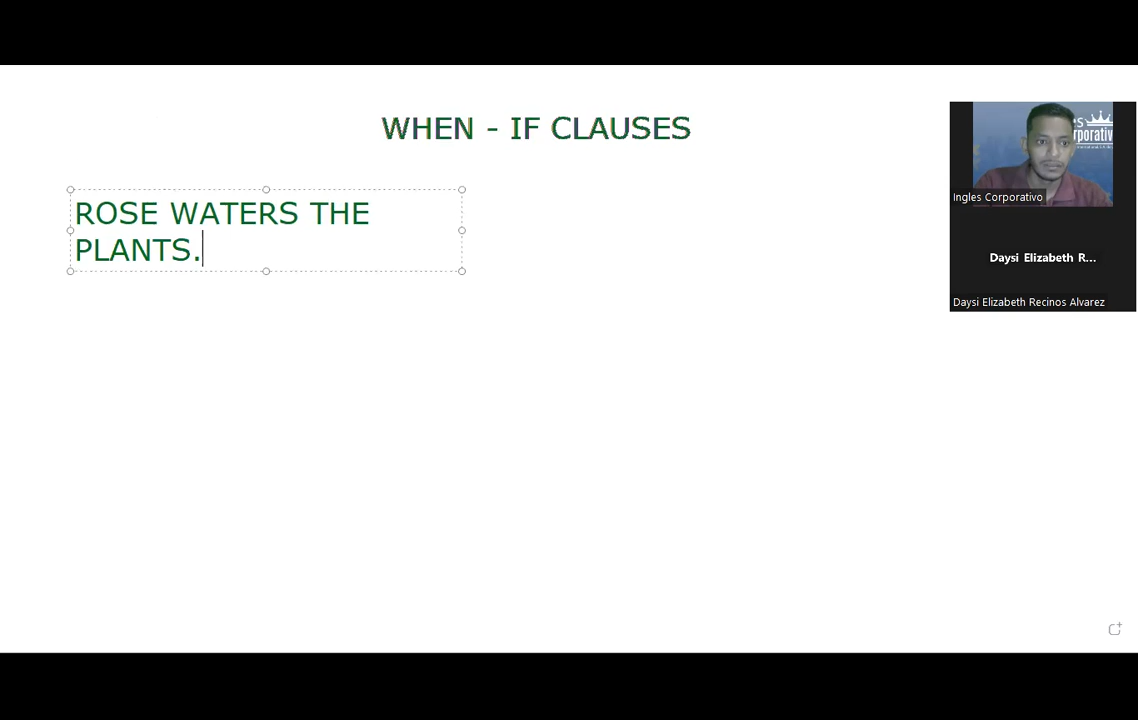 WHEN - IF CLAUSES
ROSE WATERS THE
PLANTS.
Ingles Corporativo
Daysi Elizabeth R...
Daysi Elizabeth Recinos Alvarez